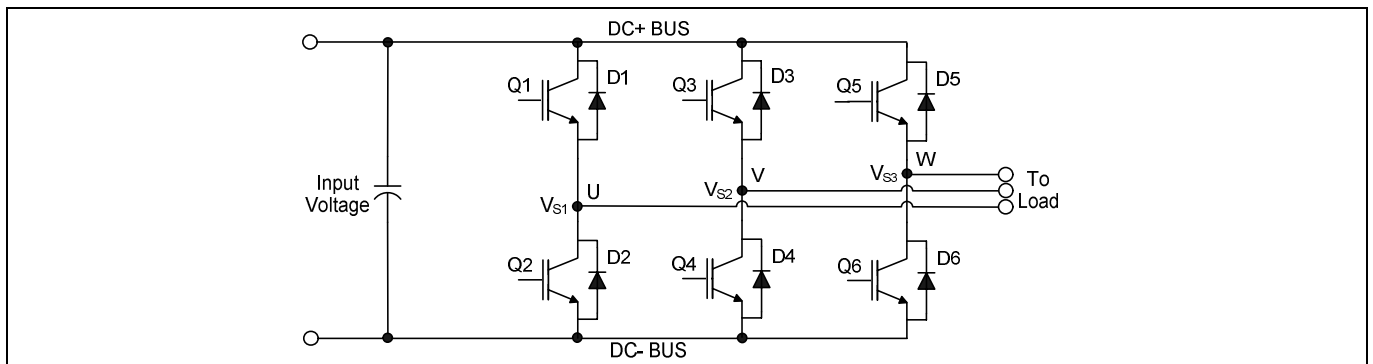 DC+ BUS
Q1
D1
Q3
D3
Q5
D5
Input
Voltage
VS1
U
VS2
V
VS3
W
To
Load
Q2
D2
Q4
D4
Q6
D6
DC- BUS